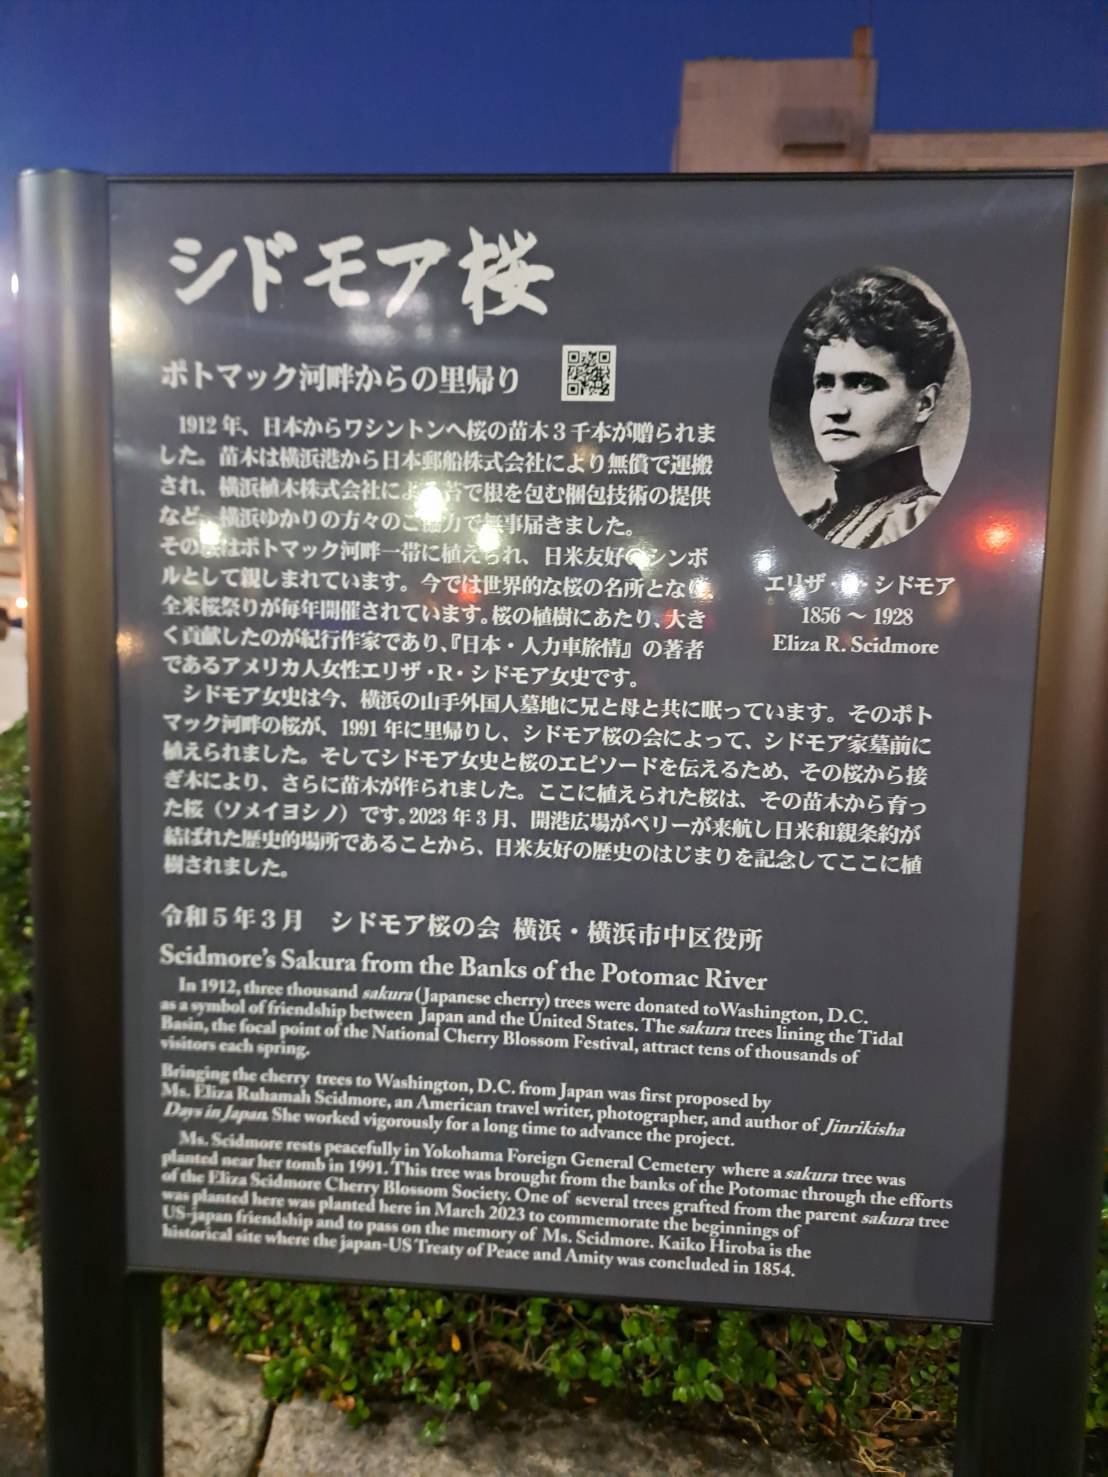 シドモア桜
ポトマック河畔からの里帰り
1912年、日本からワシントンへ桜の苗木3千本が贈られま
した。苗木は横浜港から日本郵船株式会社により無償で運搬
され、横浜植木株式会社によ 苔で根を包む梱包技術の提供
など、横浜ゆかりの方々のご 力で無事届きました。
その はポトマック河畔一帯に植えられ、日米友好の シンボ
ルとして親しまれています。今では世界的な桜の名所となり、
全米桜祭りが毎年開催されています。桜の植樹にあたり、大き
く貢献したのが紀行作家であり、『日本・人力車旅情』の著者
であるアメリカ人女性エリザ・R・シドモア女史です。
エリザ・ ・シドモア
1856 〜 1928
Eliza R. Scidmore
シドモア女史は今、横浜の山手外国人墓地に兄と母と共に眠っています。そのポト
マック河畔の桜が、1991年に里帰りし、シドモア桜の会によって、シドモア家墓前に
植えられました。そしてシドモア女史と桜のエピソードを伝えるため、その桜から接
ぎ木により、さらに苗木が作られました。ここに植えられた桜は、その苗木から育っ
た桜（ソメイヨシノ）です。2023年3月、開港広場がペリーが来航し日米和親条約が
結ばれた歴史的場所であることから、日米友好の歴史のはじまりを記念してここに植
樹されました。
令和5年3月 シドモア桜の会 横浜・横浜市中区役所
Scidmore's Sakura from the Banks of the Potomac River
In 1912, three thousand sakura (Japanese cherry) trees were donated to Washington, D.C.
as a symbol of friendship between Japan and the United States. The sakura trees lining the Tidal
Basin, the focal point of the National Cherry Blossom Festival, attract tens of thousands of
visitors each spring.
Bringing the cherry trees to Washington, D.C. from Japan was first proposed by
Ms. Eliza Ruhamah Scidmore, an American travel writer, photographer, and author of Jinrikisha
Days in Japan. She worked vigorously for a long time to advance the project.
Ms. Scidmore rests peacefully in Yokohama Foreign General Cemetery where a sakura tree was
planted near her tomb in 1991. This tree was brought from the banks of the Potomac through the efforts
of the Eliza Scidmore Cherry Blossom Society. One of several trees grafted from the parent sakura tree
was planted here was planted here in March 2023 to commemorate the beginnings of
US-japan friendship and to pass on the memory of Ms. Scidmore. Kaiko Hiroba is the
historical site where the japan-US Treaty of Peace and Amity was concluded in 1854.